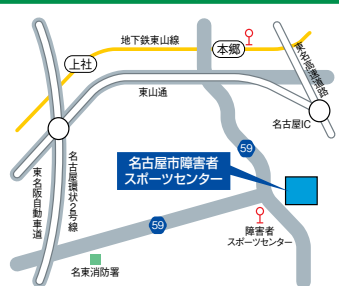 地下鉄東山線
本郷
上社
東名高速道路
東山通
名古屋IC
59
名古屋市障害者
スポーツセンター
名古屋環状2号線
東名阪自動車道
59
障害者
スポーツセンター
名東消防署